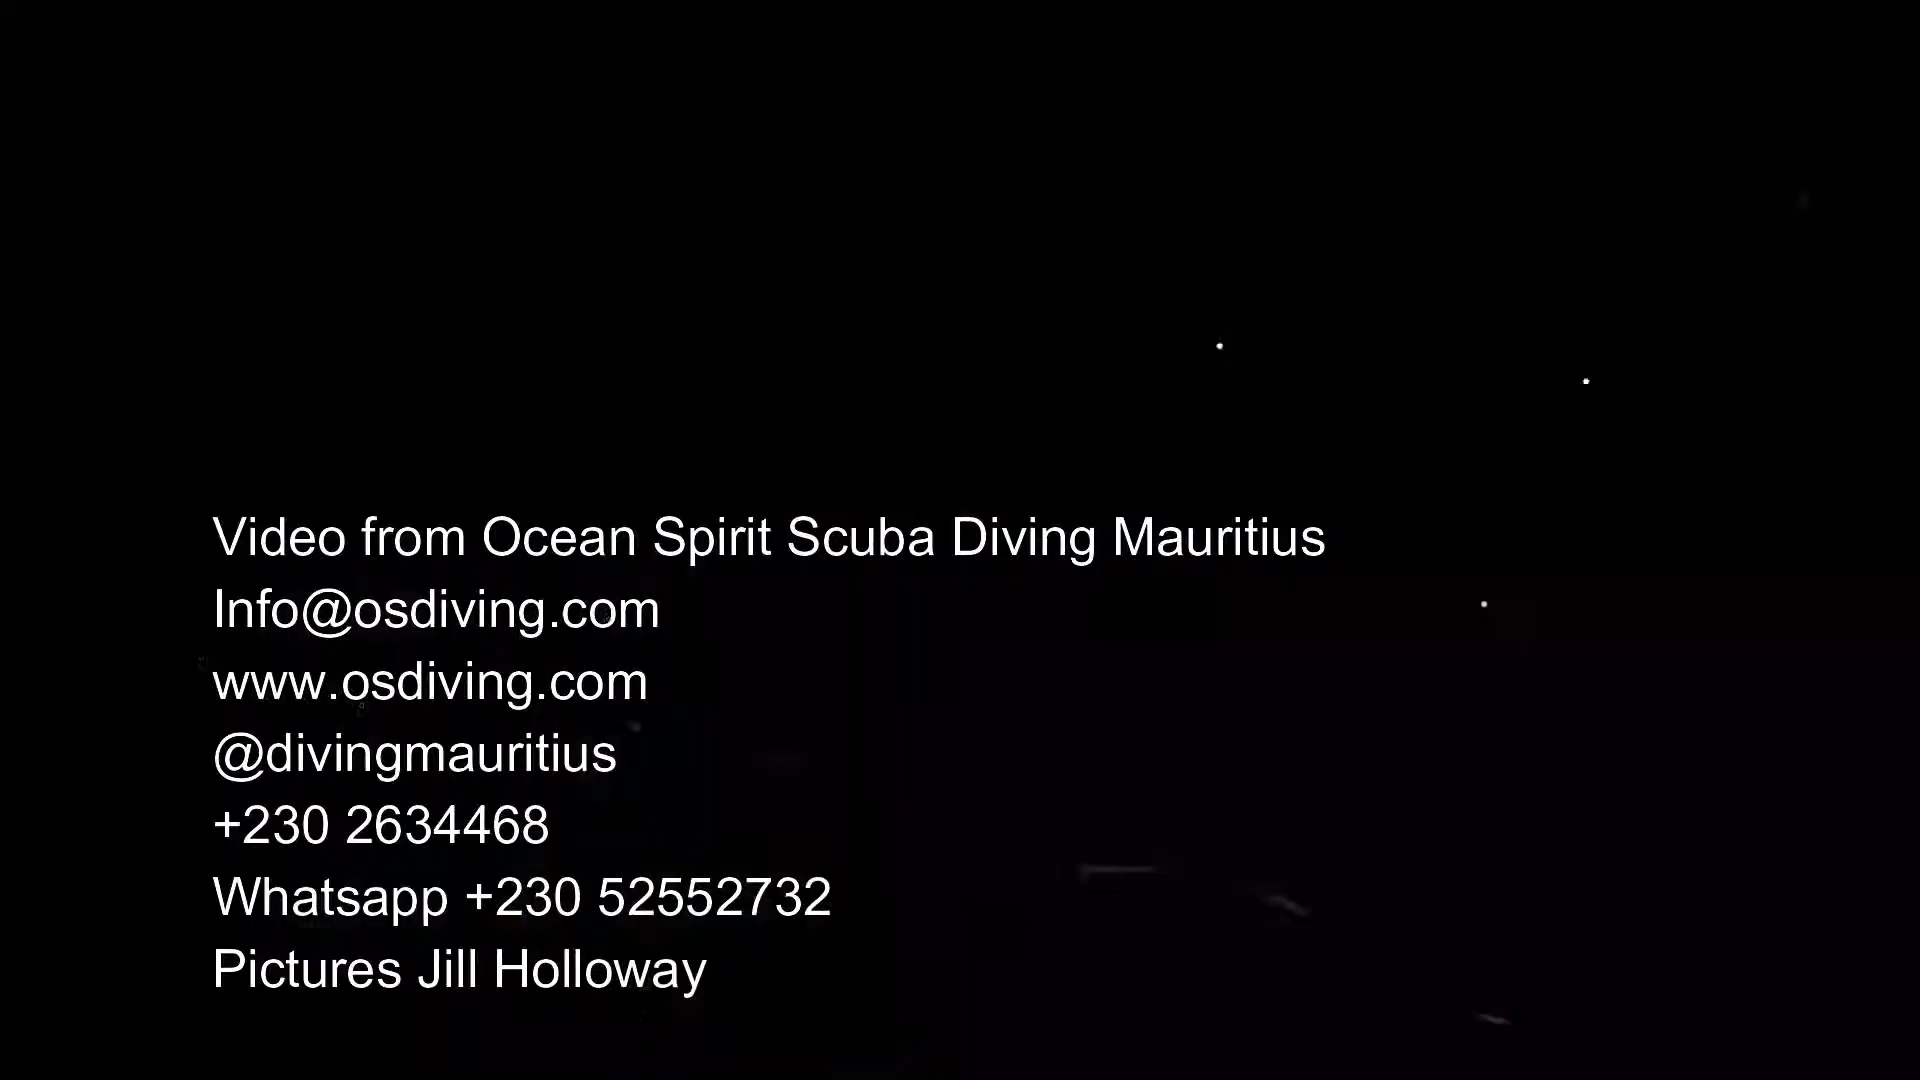 Video from Ocean Spirit Scuba Diving Mauritius
Info@osdiving.com
www.osdiving.com
@divingmauritius
+230 2634468
Whatsapp +230 52552732
Pictures Jill Holloway